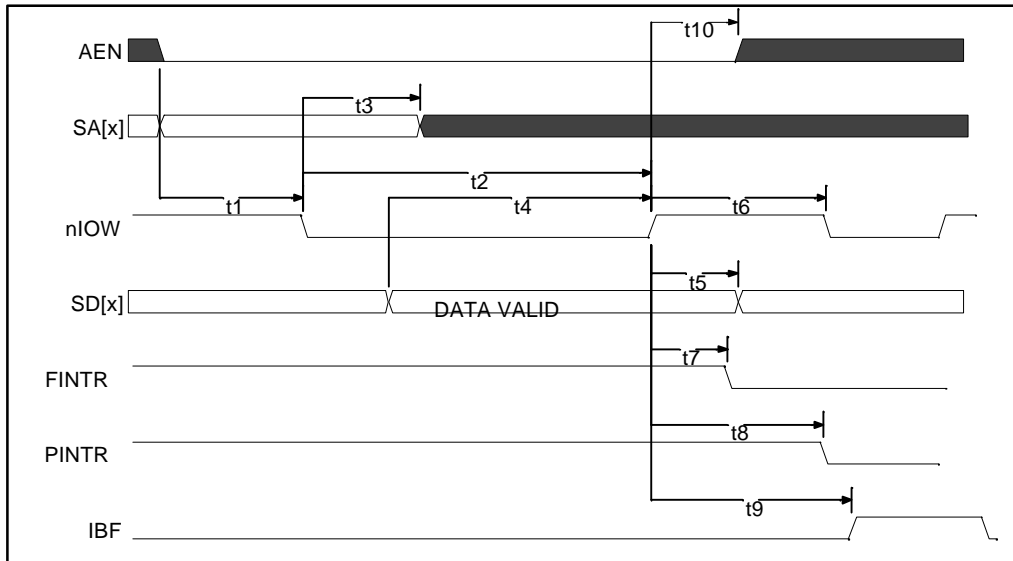 t10
AEN
t3
SA[x]
t2
t1
t4
t6
nIOW
t5
SD[x]
DATA VALID
t7
FINTR
t8
PINTR
t9
IBF